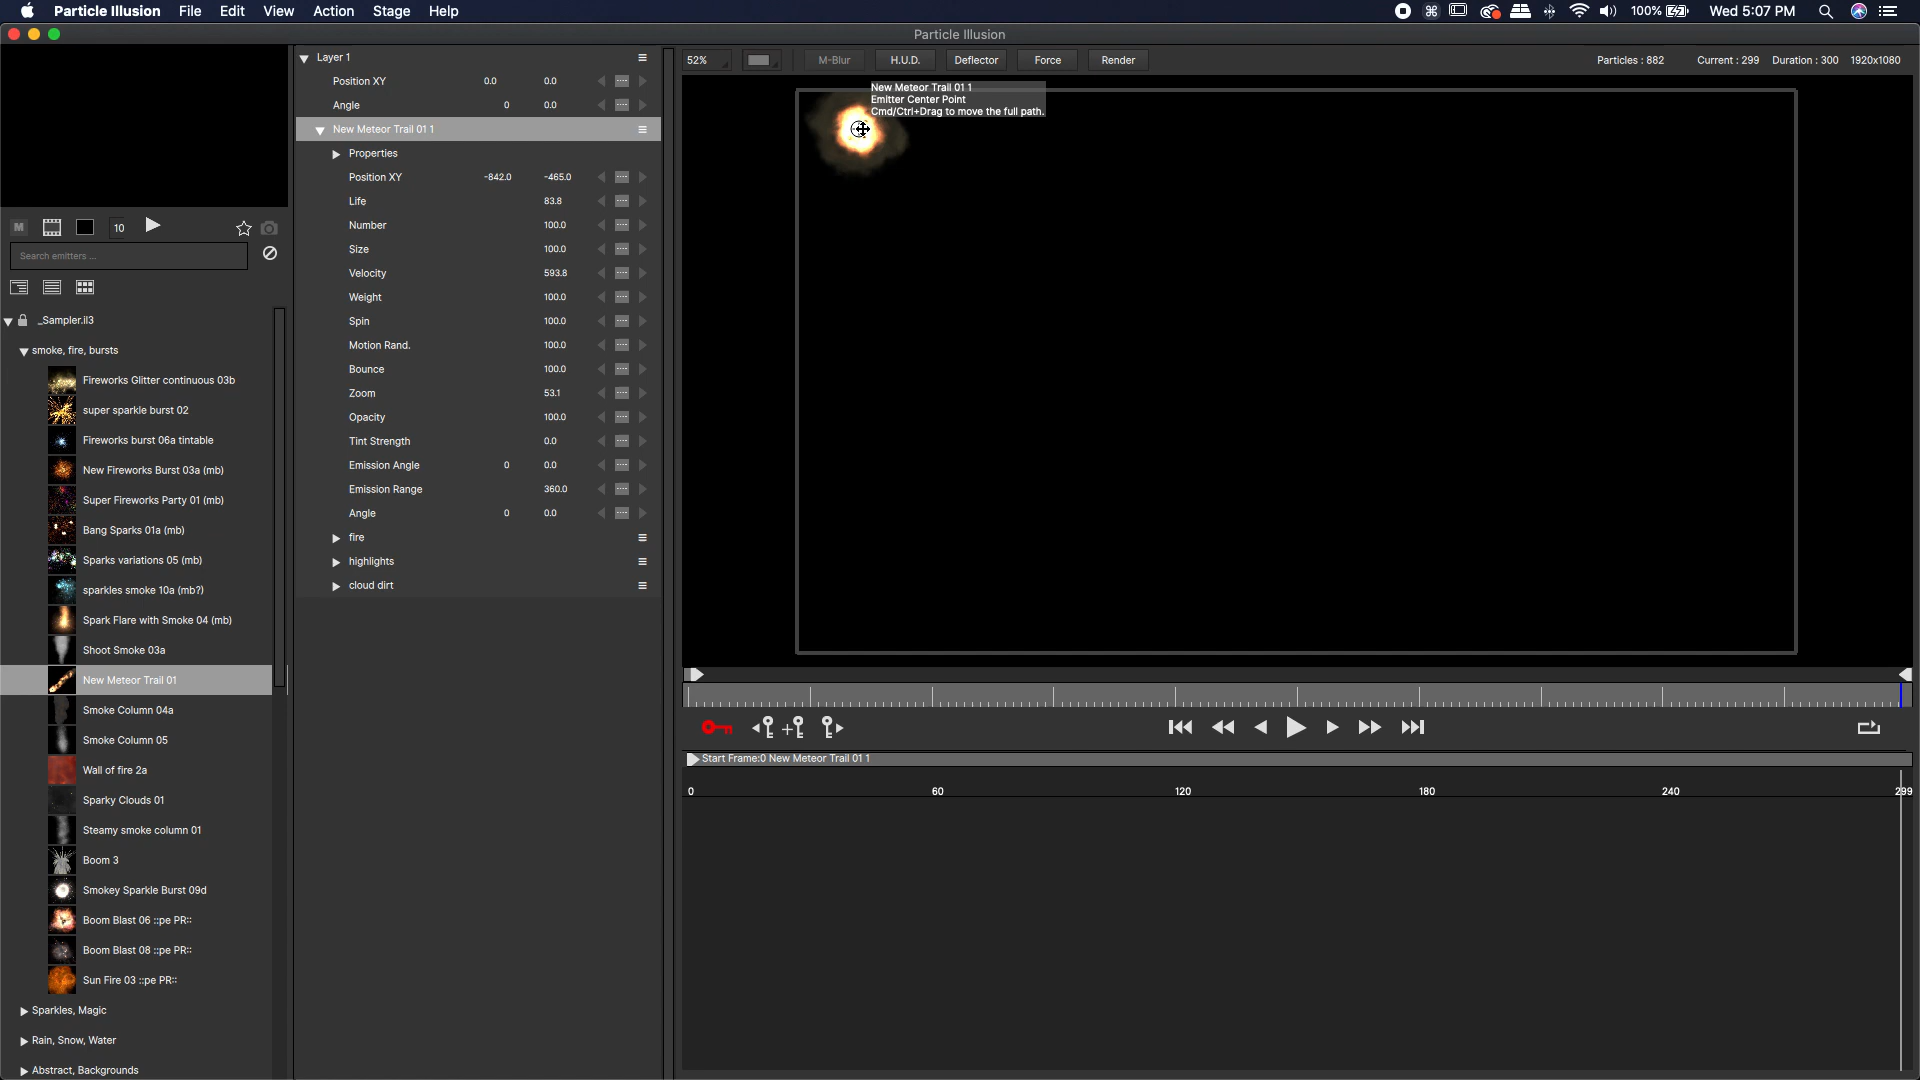 Particle Illusion File Edit View Action Stage Help 100% Wed 5:07 PM
Particle Illusion
Layer 1
Position XY 0.0 0.0
Angle 0 0.0
New Meteor Trail 01 1
Properties
Position XY -842.0 -465.0
Life 83.8
Number 100.0
Size 100.0
Velocity 593.8
Weight 100.0
Spin 100.0
Motion Rand. 100.0
Bounce 100.0
Zoom 53.1
Opacity 100.0
Tint Strength 0.0
Emission Angle 0 0.0
Emission Range 360.0
Angle 0 0.0
fire
highlights
cloud dirt
M 10
Search emitters ...
_Sampler.il3
smoke, fire, bursts
Fireworks Glitter continuous 03b
super sparkle burst 02
Fireworks burst 06a tintable
New Fireworks Burst 03a (mb)
Super Fireworks Party 01 (mb)
Bang Sparks 01a (mb)
Sparks variations 05 (mb)
sparkles smoke 10a (mb?)
Spark Flare with Smoke 04 (mb)
Shoot Smoke 03a
New Meteor Trail 01
Smoke Column 04a
Smoke Column 05
Wall of fire 2a
Sparky Clouds 01
Steamy smoke column 01
Boom 3
Smokey Sparkle Burst 09d
Boom Blast 06 ::pe PR::
Boom Blast 08 ::pe PR::
Sun Fire 03 ::pe PR::
Sparkles, Magic
Rain, Snow, Water
Abstract, Backgrounds
52% M-Blur H.U.D. Deflector Force Render Particles : 882 Current : 299 Duration : 300 1920x1080
New Meteor Trail 01 1
Emitter Center Point
Cmd/Ctrl+Drag to move the full path.
Start Frame:0 New Meteor Trail 01 1
0 60 120 180 240 299